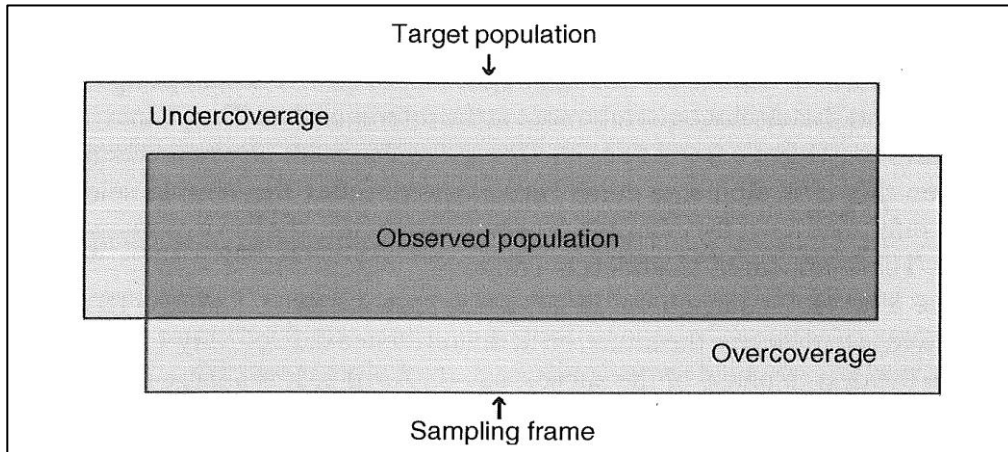 Target population
Undercoverage
Observed population
Overcoverage
Sampling frame